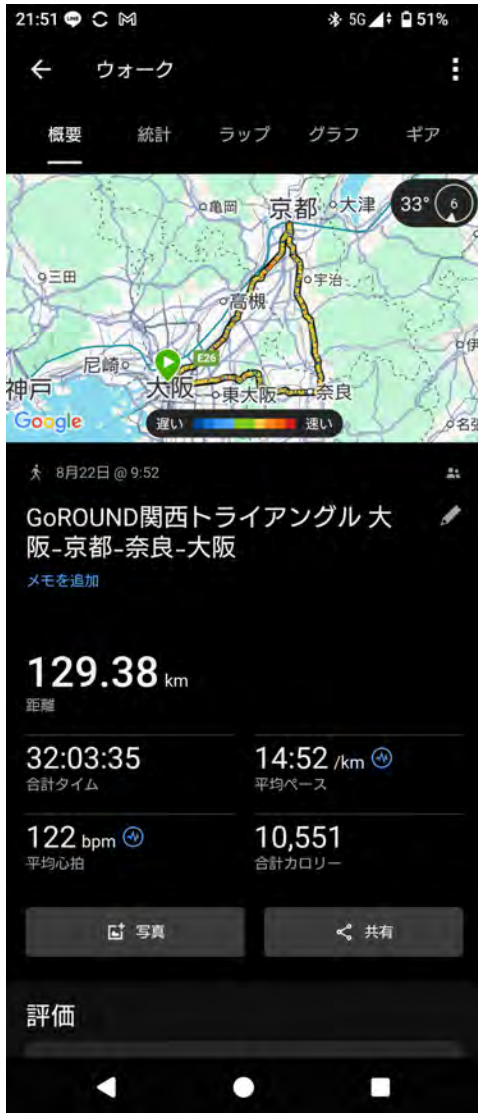 21:51 LINE 5G 51%
ウォーク
概要 統計 ラップ グラフ ギア
亀岡 京都 大津 33° 6
三田 宇治
高槻
尼崎 E26
神戸 大阪 東大阪 奈良
Google 遅い 速い 名張
8月22日 @ 9:52
GoROUND関西トライアングル 大
阪-京都-奈良-大
阪
メモを追加
129.38 km
距離
32:03:35 14:52 /km
合計タイム 平均ペース
122 bpm 10,551
平均心拍 合計カロリー
写真 共有
評価